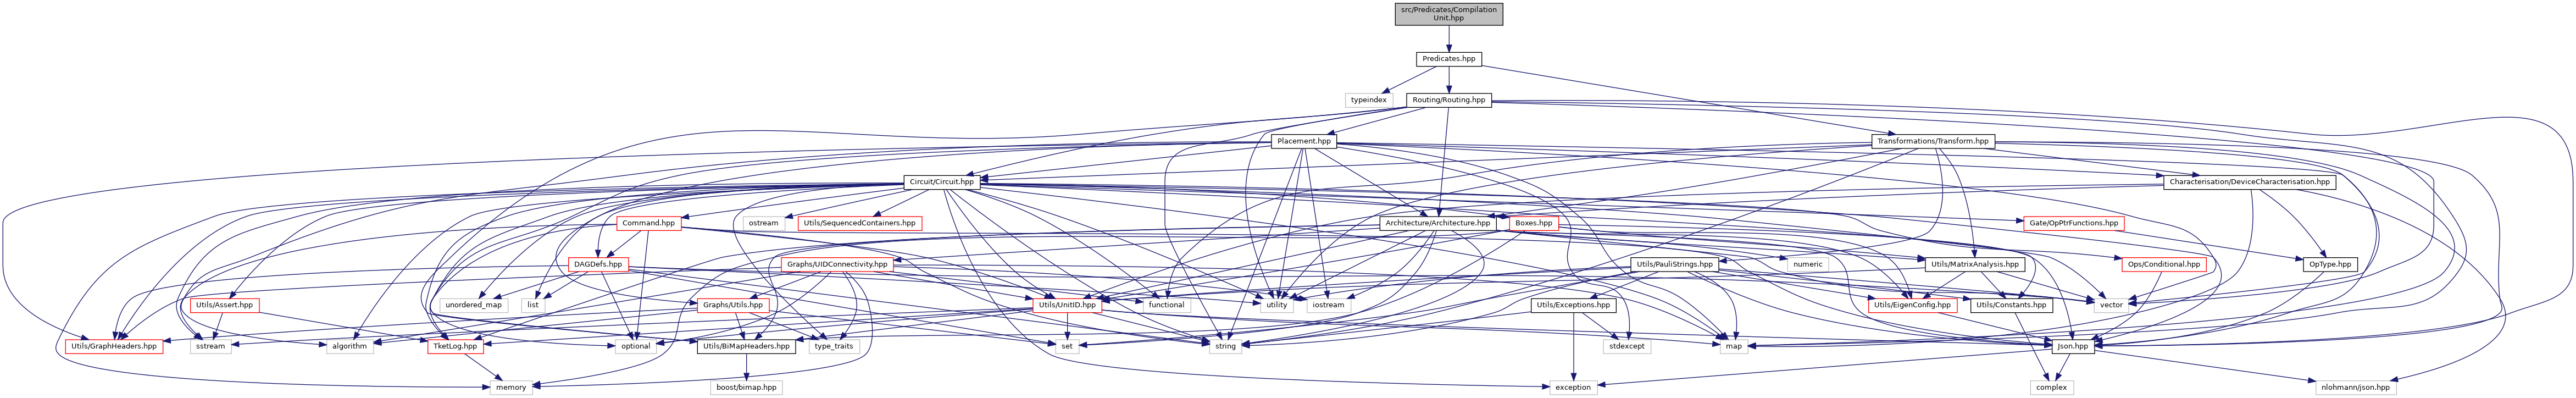 src/Predicates/Compilation
Unit.hpp
Predicates.hpp
typeindex
Routing/Routing.hpp
Placement.hpp
Transformations/Transform.hpp
Circuit/Circuit.hpp
Characterisation/DeviceCharacterisation.hpp
Command.hpp
ostream
Utils/SequencedContainers.hpp
Architecture/Architecture.hpp
Boxes.hpp
Gate/OpPtrFunctions.hpp
DAGDefs.hpp
Graphs/UIDConnectivity.hpp
Utils/PauliStrings.hpp
numeric
Utils/MatrixAnalysis.hpp
Ops/Conditional.hpp
OpType.hpp
Utils/Assert.hpp
unordered_map
list
Graphs/Utils.hpp
Utils/UnitID.hpp
functional
utility
iostream
Utils/Exceptions.hpp
Utils/EigenConfig.hpp
Utils/Constants.hpp
vector
Utils/GraphHeaders.hpp
sstream
algorithm
TketLog.hpp
optional
Utils/BiMapHeaders.hpp
type_traits
set
string
stdexcept
map
Json.hpp
memory
boost/bimap.hpp
exception
complex
nlohmann/json.hpp